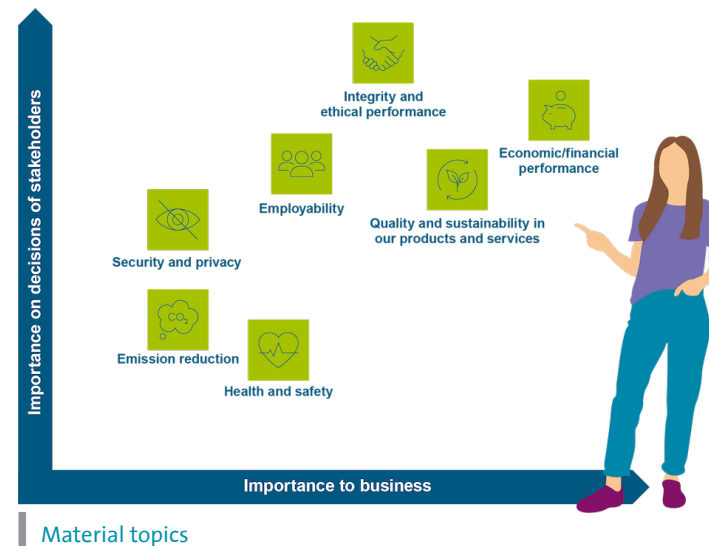 Importance on decisions of stakeholders
Integrity and
ethical performance
Economic/financial
performance
Employability
Quality and sustainability in
our products and services
Security and privacy
CO2
Emission reduction
Health and safety
Importance to business
Material topics